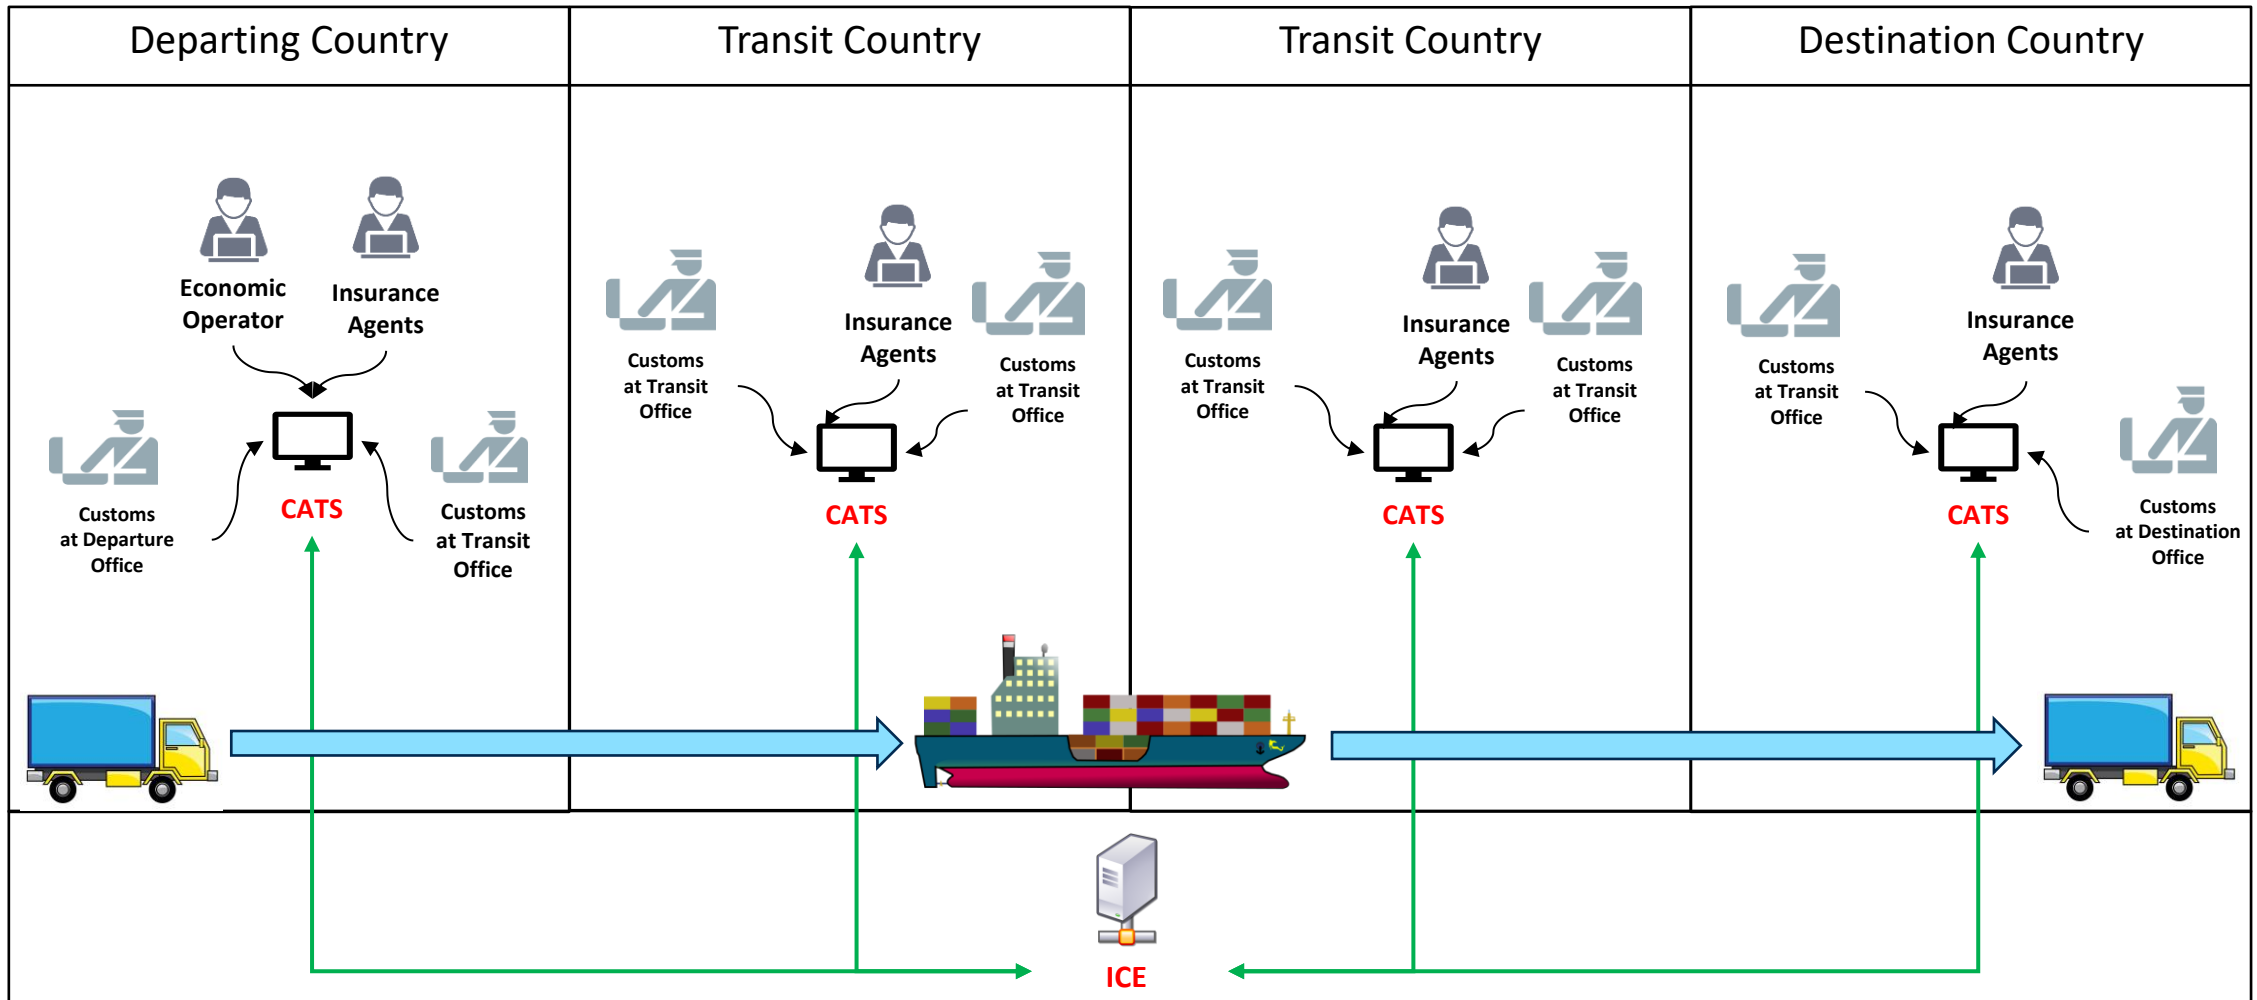 Departing Country
Transit Country
Transit Country
Destination Country
Economic
Operator
Insurance
Agents
Customs
at Departure
Office
CATS
Customs
at Transit
Office
Customs
at Transit
Office
Insurance
Agents
Customs
at Transit
Office
CATS
Customs
at Transit
Office
Insurance
Agents
Customs
at Transit
Office
CATS
Customs
at Transit
Office
Insurance
Agents
CATS
Customs
at Destination
Office
ICE